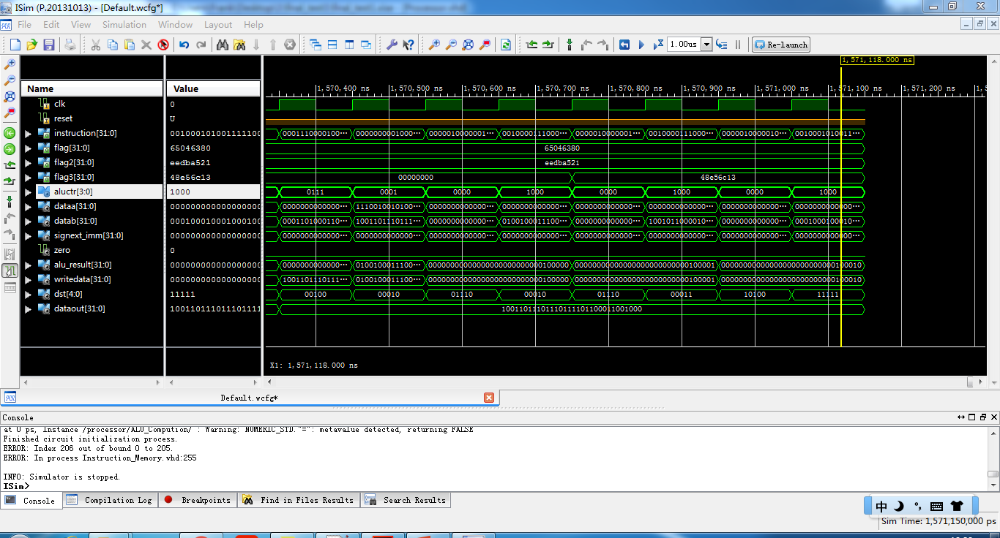 ISim (P.20131013) - [Default.wcfg*]
File Edit View Simulation Window Layout Help
1.00us Re-launch
1,571,118.000 ns
Name Value
1,570,400 ns 1,570,500 ns 1,570,600 ns 1,570,700 ns 1,570,800 ns 1,570,900 ns 1,571,000 ns 1,571,100 ns 1,571,200 ns
clk 0
reset U
instruction[31:0] 00100010100111100 0001110000100··· 0000000001000··· 0000010000001··· 0010000111000··· 0000010000001··· 0010000111000··· 0000010000010··· 0010001010011···
flag[31:0] 65046380 65046380
flag2[31:0] eedba521 eedba521
flag3[31:0] 48e56c13 00000000 48e56c13
aluctr[3:0] 1000 0111 0001 0000 1000 0000 1000 0000 1000
dataa[31:0] 0000000000000··· 1110010010100··· 0000000000000··· 0000000000000··· 0000000000000··· 0000000000000··· 0000000000000··· 0000000000000···
datab[31:0] 0001101000110··· 1001101110111··· 0000000000000··· 0100100011100··· 0000000000000··· 1001011000010··· 0000000000000··· 0001000100010···
signext_imm[31:0] 0000000000000··· 0000000000000··· 0000000000000··· 0000000000000··· 0000000000000··· 0000000000000··· 0000000000000··· 0000000000000···
zero 0
alu_result[31:0] 0000000000000··· 0100100011100··· 00000000000000000000000000100000 00000000000000000000000000100001 00000000000000000000000000100010
writedata[31:0] 1001101110111··· 0100100011100··· 00000000000000000000000000100000 00000000000000000000000000100001 00000000000000000000000000100010
dst[4:0] 11111 00100 00010 01110 00010 01110 00011 10100 11111
dataout[31:0] 10011011101110111101100011001000
X1: 1,571,118.000 ns
Default.wcfg*
Console
at 0 ps, Instance /processor/ALU_Compution/ : Warning: NUMERIC_STD."=": metavalue detected, returning FALSE
Finished circuit initialization process.
ERROR: Index 206 out of bound 0 to 205.
ERROR: In process Instruction_Memory.vhd:255
INFO: Simulator is stopped.
ISim>
Console Compilation Log Breakpoints Find in Files Results Search Results
中
Sim Time: 1,571,150,000 ps